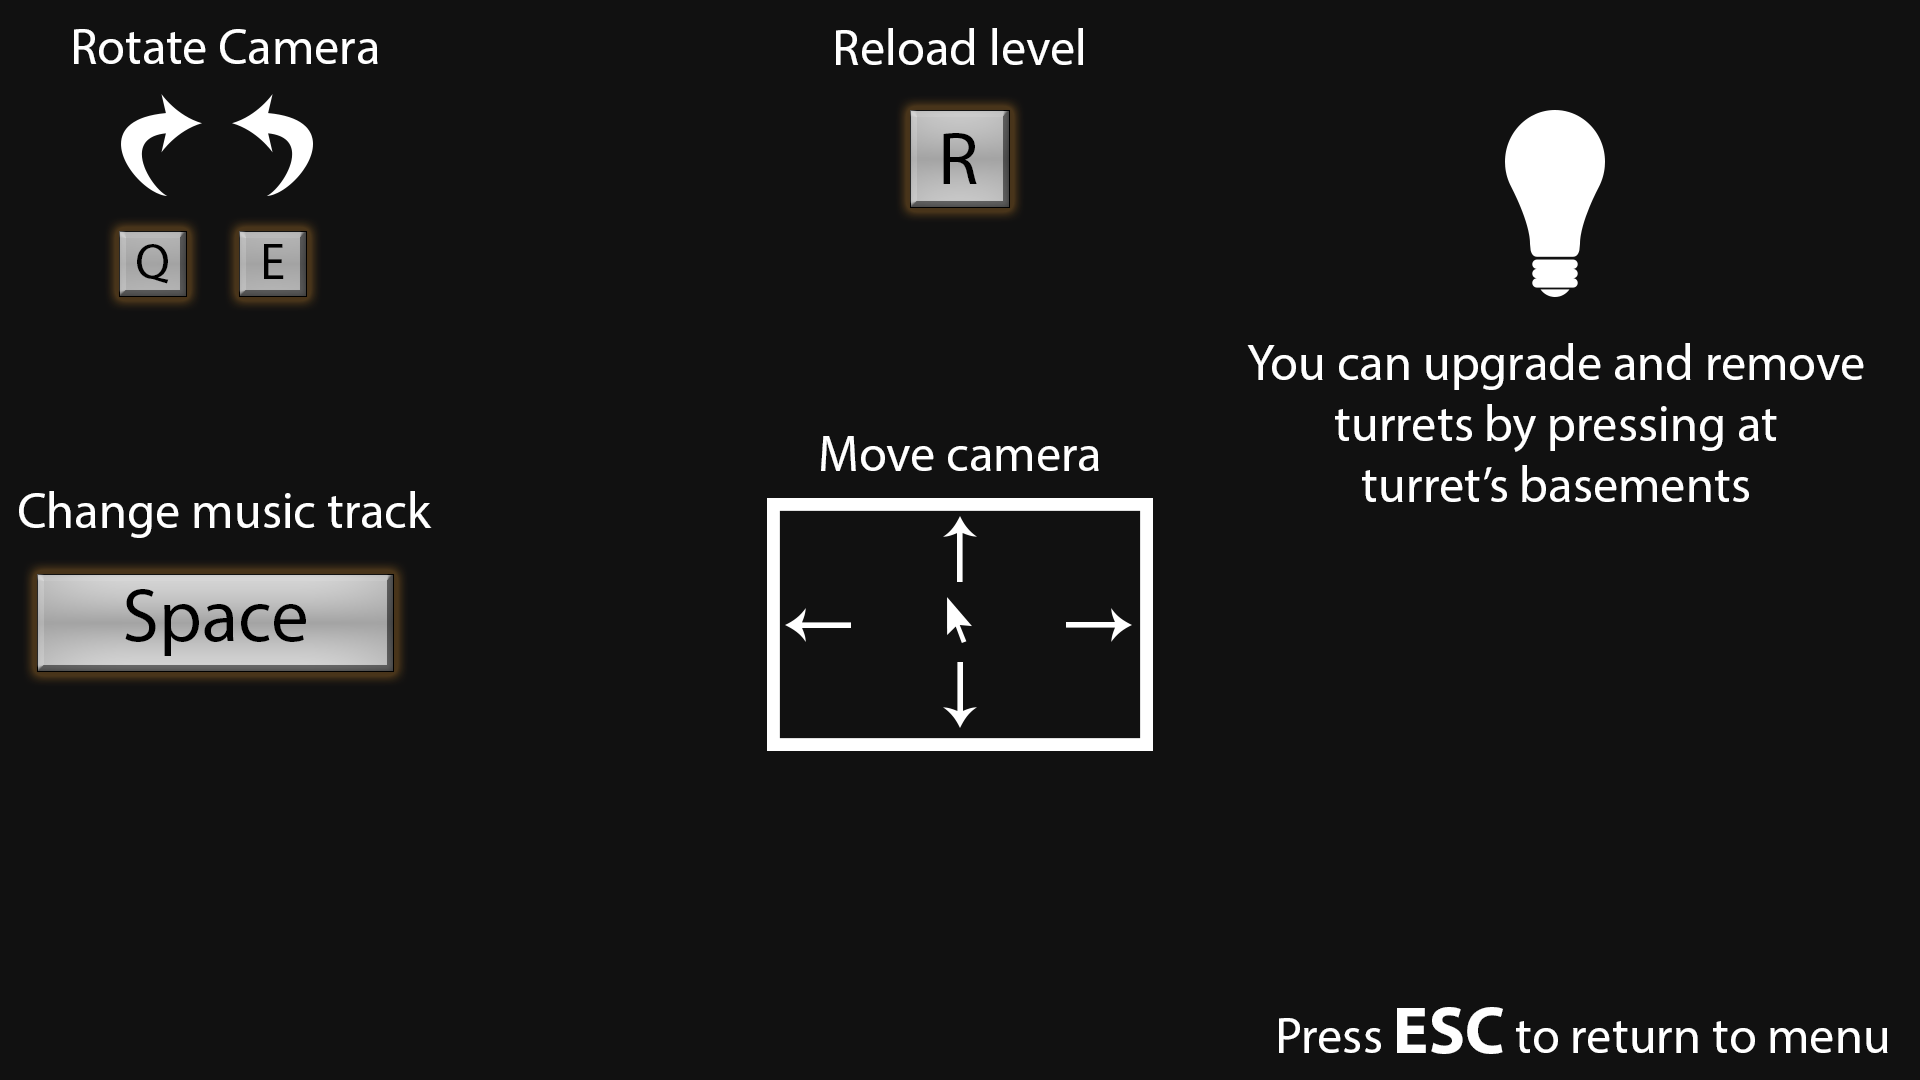 Rotate Camera
Q E
Change music track
Space
Reload level
R
Move camera
You can upgrade and remove
turrets by pressing at
turret’s basements
Press ESC to return to menu